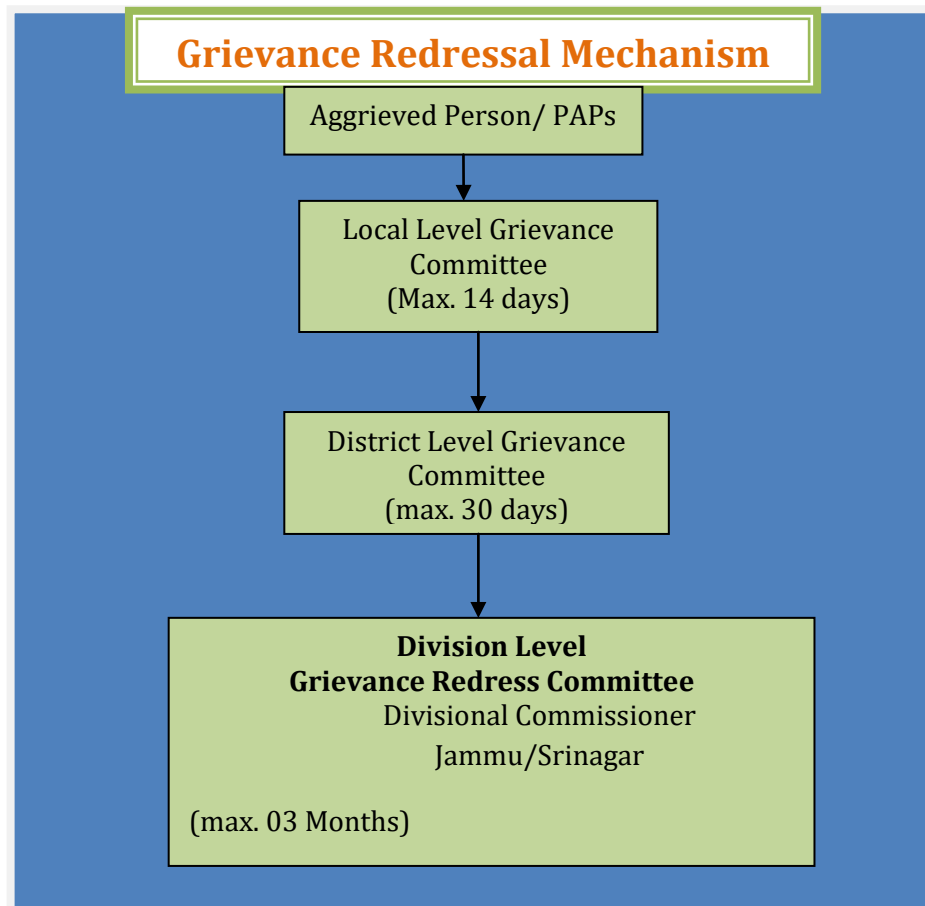 Grievance Redressal Mechanism
Aggrieved Person/ PAPs
Local Level Grievance
Committee
(Max. 14 days)
District Level Grievance
Committee
(max. 30 days)
Division Level
Grievance Redress Committee
Divisional Commissioner
Jammu/Srinagar
(max. 03 Months)